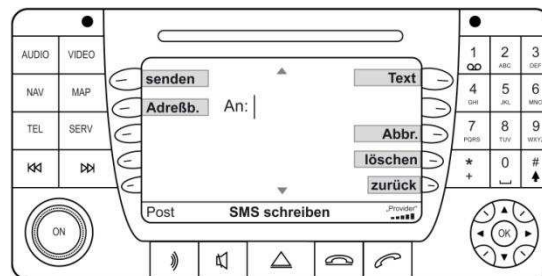 AUDIO VIDEO
NAV MAP
TEL SERV
ON
senden
Adreßb.
An:
Text
Abbr.
löschen
zurück
Post SMS schreiben „Provider“
1 2 3
ABC DEF
4 5 6
GHI JKL MNO
7 8 9
PQRS TUV WXYZ
* 0 #
+
OK